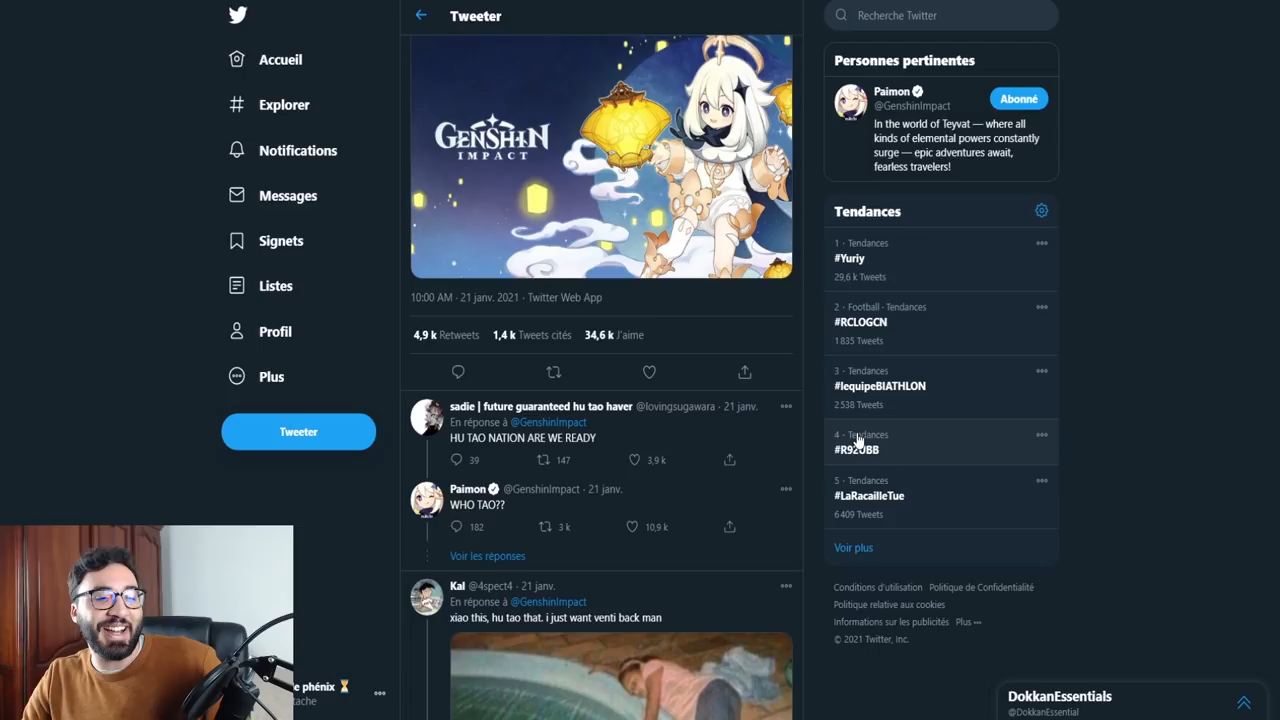 Accueil
Explorer
Notifications
Messages
Signets
Listes
Profil
Plus
Tweeter
e phénix ⏳
tache
Tweeter
GENSHIN
IMPACT
10:00 AM · 21 janv. 2021 · Twitter Web App
4,9 k Retweets 1,4 k Tweets cités 34,6 k J'aime
sadie | future guaranteed hu tao haver @lovingsugawara · 21 janv.
En réponse à @GenshinImpact
HU TAO NATION ARE WE READY
39 147 3,9 k
Paimon @GenshinImpact · 21 janv.
WHO TAO??
182 3 k 10,9 k
Voir les réponses
Kal @4spect4 · 21 janv.
En réponse à @GenshinImpact
xiao this, hu tao that. i just want venti back man
Recherche Twitter
Personnes pertinentes
Paimon
@GenshinImpact
Abonné
In the world of Teyvat — where all
kinds of elemental powers constantly
surge — epic adventures await,
fearless travelers!
Tendances
1 · Tendances
#Yuriy
29,6 k Tweets
2 · Football · Tendances
#RCLOGCN
1 835 Tweets
3 · Tendances
#lequipeBIATHLON
2 538 Tweets
4 · Tendances
5 · Tendances
#LaRacailleTue
6 409 Tweets
Voir plus
Conditions d'utilisation Politique de Confidentialité
Politique relative aux cookies
Informations sur les publicités Plus ···
© 2021 Twitter, Inc.
DokkanEssentials
@DokkanEssential